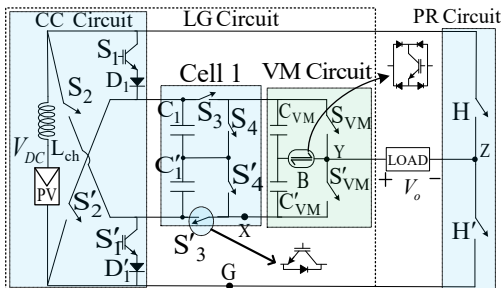 CC Circuit
LG Circuit
PR Circuit
S1
D1
S2
Cell 1
VM Circuit
C1
S3
S4
CVM
SVM
H
VDC
Lch
PV
C'1
S'4
B
Y
LOAD
Z
+ Vo −
S'2
C'VM
S'VM
S'3
X
H'
S'1
D'1
G